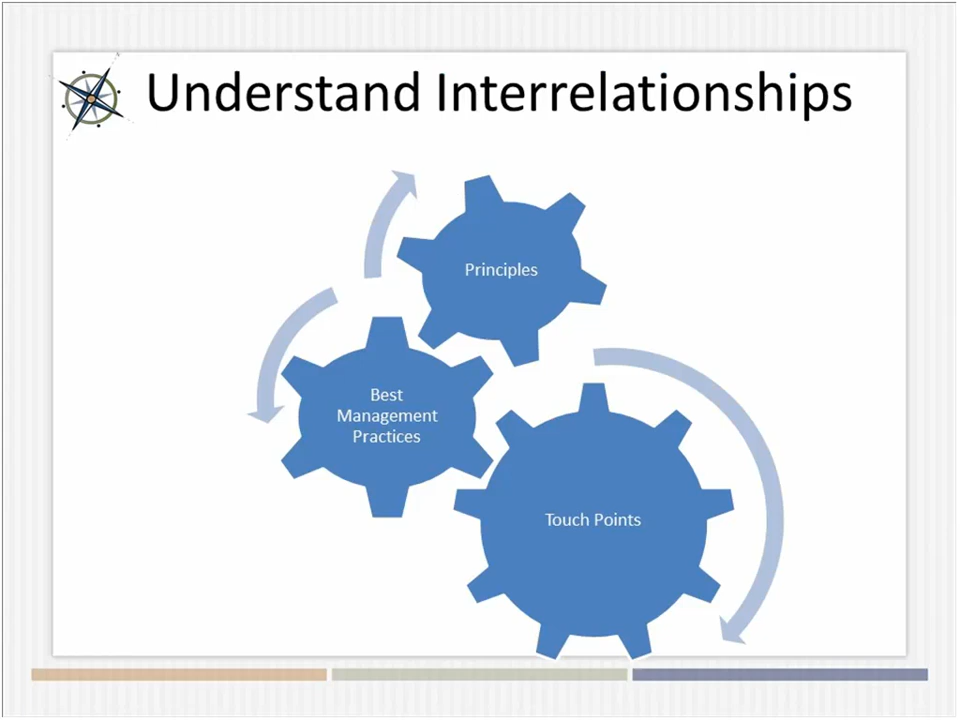 Understand Interrelationships
Principles
Best
Management
Practices
Touch Points